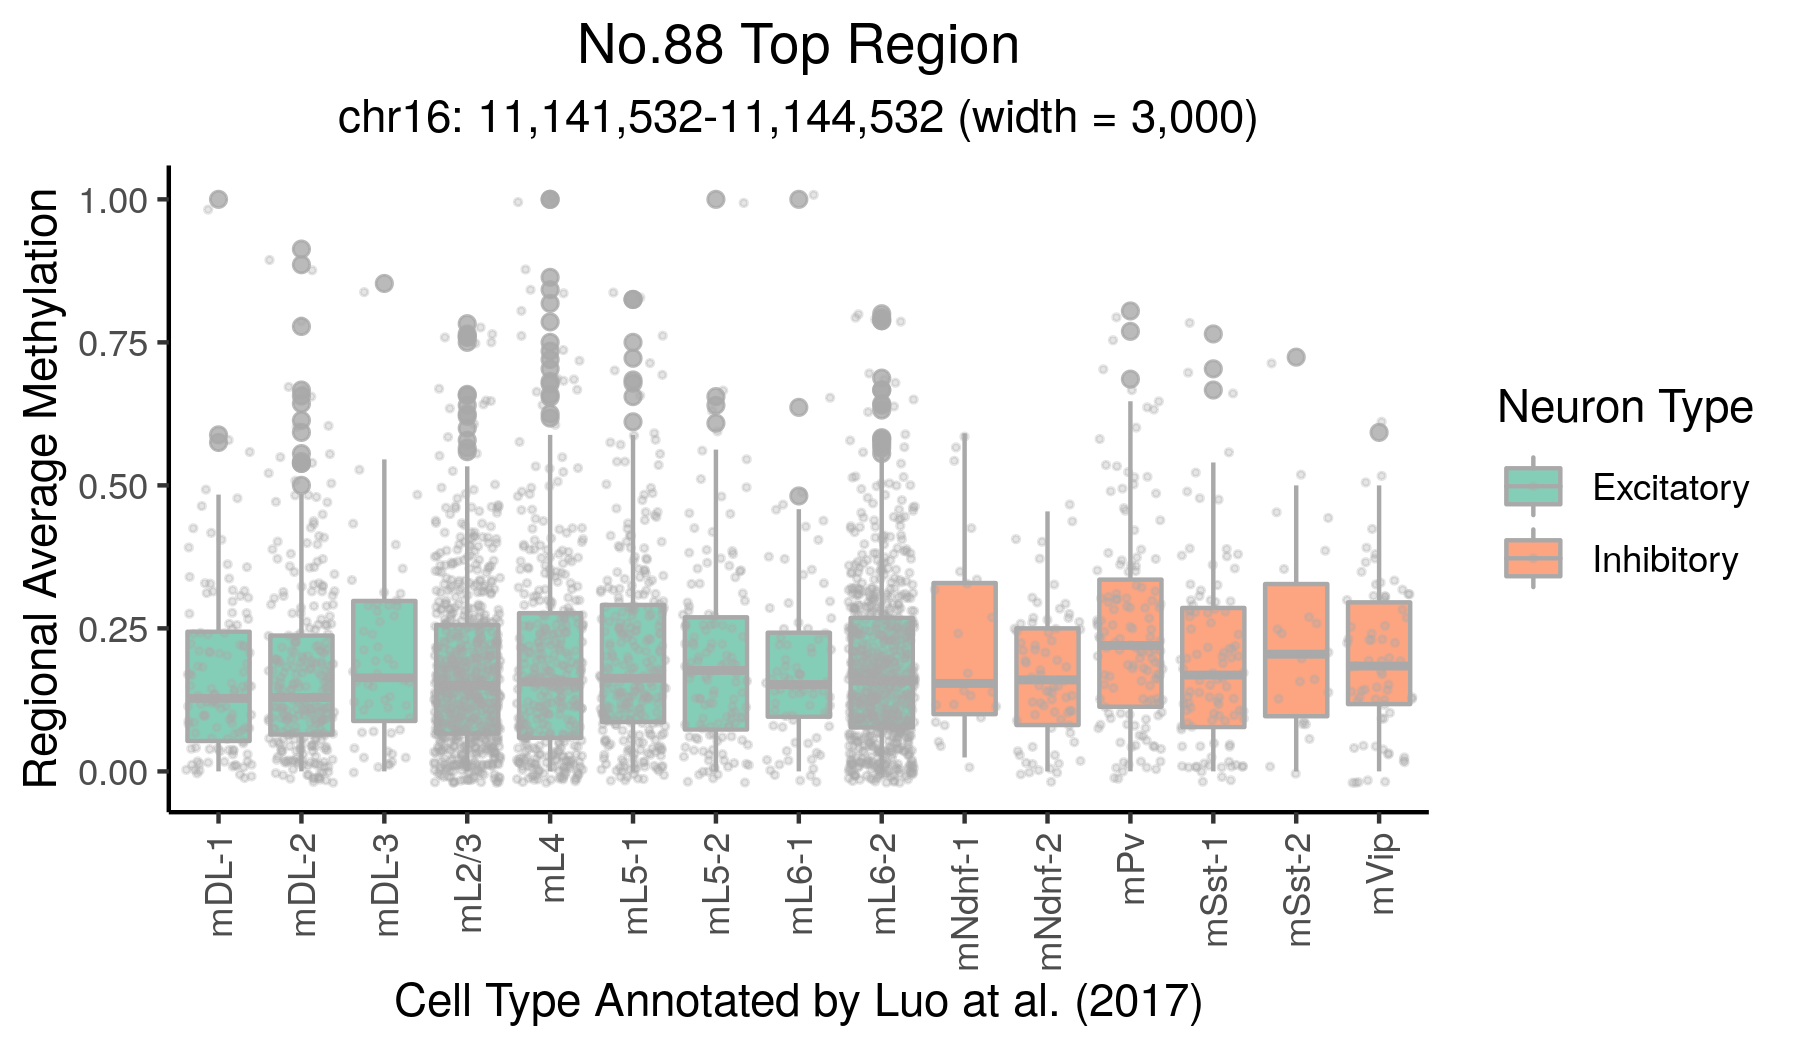 No.88 Top Region
chr16: 11,141,532-11,144,532 (width = 3,000)
Regional Average Methylation
1.00
0.75
0.50
0.25
0.00
mDL-1
mDL-2
mDL-3
mL2/3
mL4
mL5-1
mL5-2
mL6-1
mL6-2
mNdnf-1
mNdnf-2
mPv
mSst-1
mSst-2
mVip
Cell Type Annotated by Luo at al. (2017)
Neuron Type
Excitatory
Inhibitory